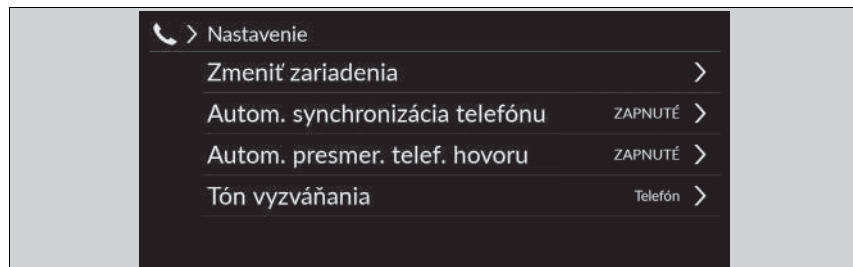 Nastavenie
Zmeniť zariadenia
Autom. synchronizácia telefónu ZAPNUTÉ
Autom. presmer. telef. hovoru ZAPNUTÉ
Tón vyzváňania Telefón